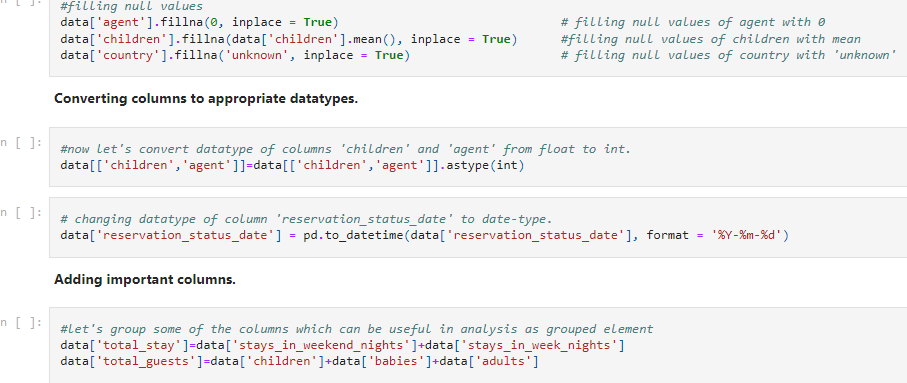 #filling null values
data['agent'].fillna(0, inplace = True) # filling null values of agent with 0
data['children'].fillna(data['children'].mean(), inplace = True) #filling null values of children with mean
data['country'].fillna('unknown', inplace = True) # filling null values of country with 'unknown'
Converting columns to appropriate datatypes.
n [ ]: #now let's convert datatype of columns 'children' and 'agent' from float to int.
data[['children','agent']]=data[['children','agent']].astype(int)
n [ ]: # changing datatype of column 'reservation_status_date' to date-type.
data['reservation_status_date'] = pd.to_datetime(data['reservation_status_date'], format = '%Y-%m-%d')
Adding important columns.
n [ ]: #let's group some of the columns which can be useful in analysis as grouped element
data['total_stay']=data['stays_in_weekend_nights']+data['stays_in_week_nights']
data['total_guests']=data['children']+data['babies']+data['adults']